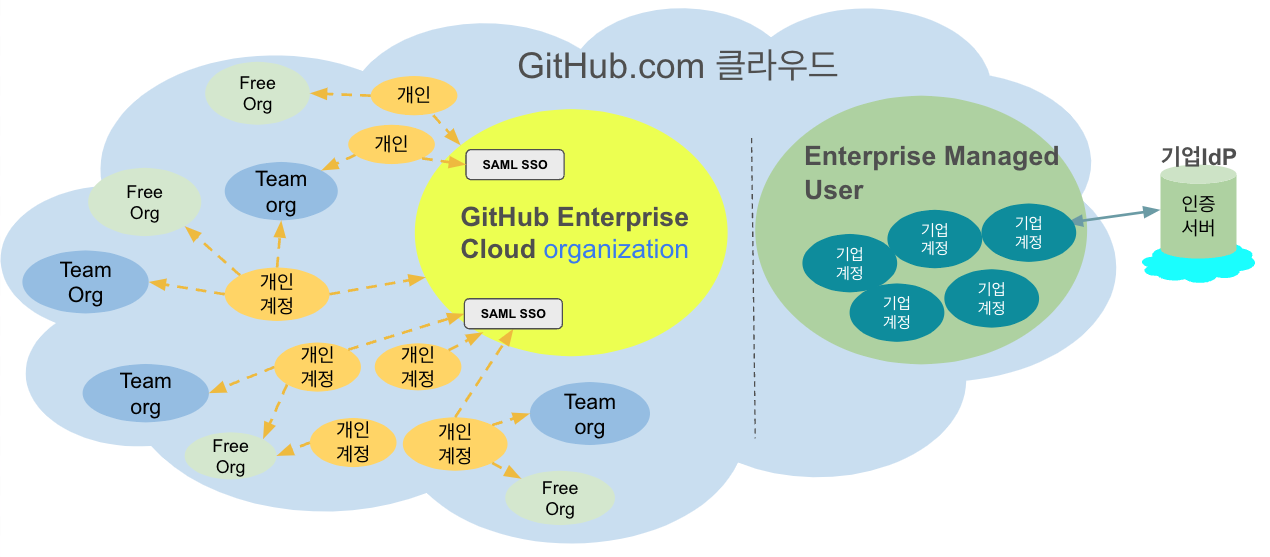 GitHub.com 클라우드
Free
Org
개인
개인
SAML SSO
Team
org
Free
Org
GitHub Enterprise
Cloud organization
Team
Org
개인
계정
SAML SSO
개인
계정
개인
계정
Team
org
개인
계정
개인
계정
Free
Org
Team
org
Free
Org
Enterprise Managed
User
기업
계정
기업
계정
기업
계정
기업
계정
기업
계정
기업IdP
인증
서버